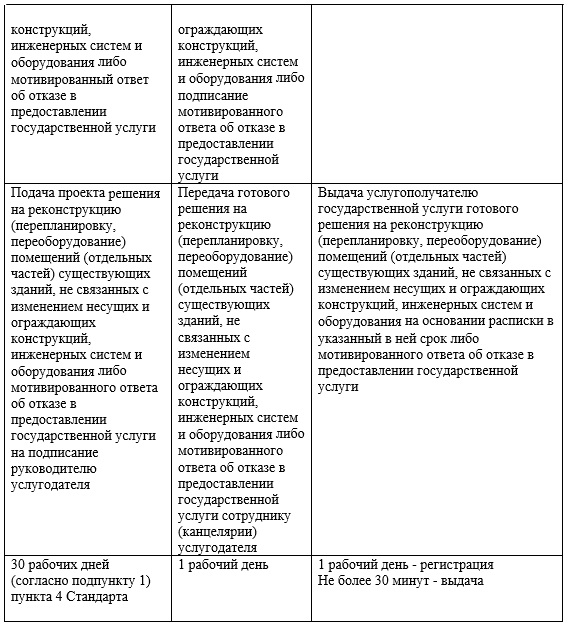 конструкций,
инженерных систем и
оборудования либо
мотивированный ответ
об отказе в
предоставлении
государственной услуги
ограждающих
конструкций,
инженерных систем
и оборудования либо
подписание
мотивированного
ответа об отказе в
предоставлении
государственной
услуги
Подача проекта решения
на реконструкцию
(перепланировку,
переоборудование)
помещений (отдельных
частей) существующих
зданий, не связанных с
изменением несущих и
ограждающих
конструкций,
инженерных систем и
оборудования либо
мотивированного ответа
об отказе в
предоставлении
государственной услуги
на подписание
руководителю
услугодателя
Передача готового
решения на
реконструкцию
(перепланировку,
переоборудование)
помещений
(отдельных частей)
существующих
зданий, не
связанных с
изменением
несущих и
ограждающих
конструкций,
инженерных систем
и оборудования либо
мотивированного
ответа об отказе в
предоставлении
государственной
услуги сотруднику
(канцелярии)
услугодателя
Выдача услугополучателю
государственной услуги готового
решения на реконструкцию
(перепланировку, переоборудование)
помещений (отдельных частей)
существующих зданий, не связанных с
изменением несущих и ограждающих
конструкций, инженерных систем и
оборудования на основании расписки в
указанный в ней срок либо
мотивированного ответа об отказе в
предоставлении государственной
услуги
30 рабочих дней
(согласно подпункту 1)
пункта 4 Стандарта
1 рабочий день
1 рабочий день - регистрация
Не более 30 минут - выдача